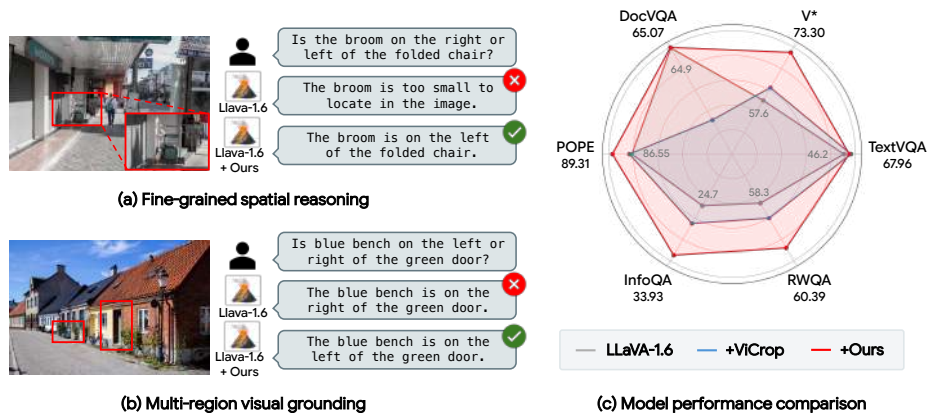 Is the broom on the right or
left of the folded chair?
Llava-1.6
The broom is too small to
locate in the image.
Llava-1.6
+ Ours
The broom is on the left
of the folded chair.
(a) Fine-grained spatial reasoning
Is blue bench on the left or
right of the green door?
Llava-1.6
The blue bench is on the
right of the green door.
Llava-1.6
+ Ours
The blue bench is on the
left of the green door.
(b) Multi-region visual grounding
DocVQA
65.07
V*
73.30
64.9
57.6
POPE
89.31
86.55
46.2
TextVQA
67.96
24.7
58.3
InfoQA
33.93
RWQA
60.39
LLaVA-1.6
+ViCrop
+Ours
(c) Model performance comparison